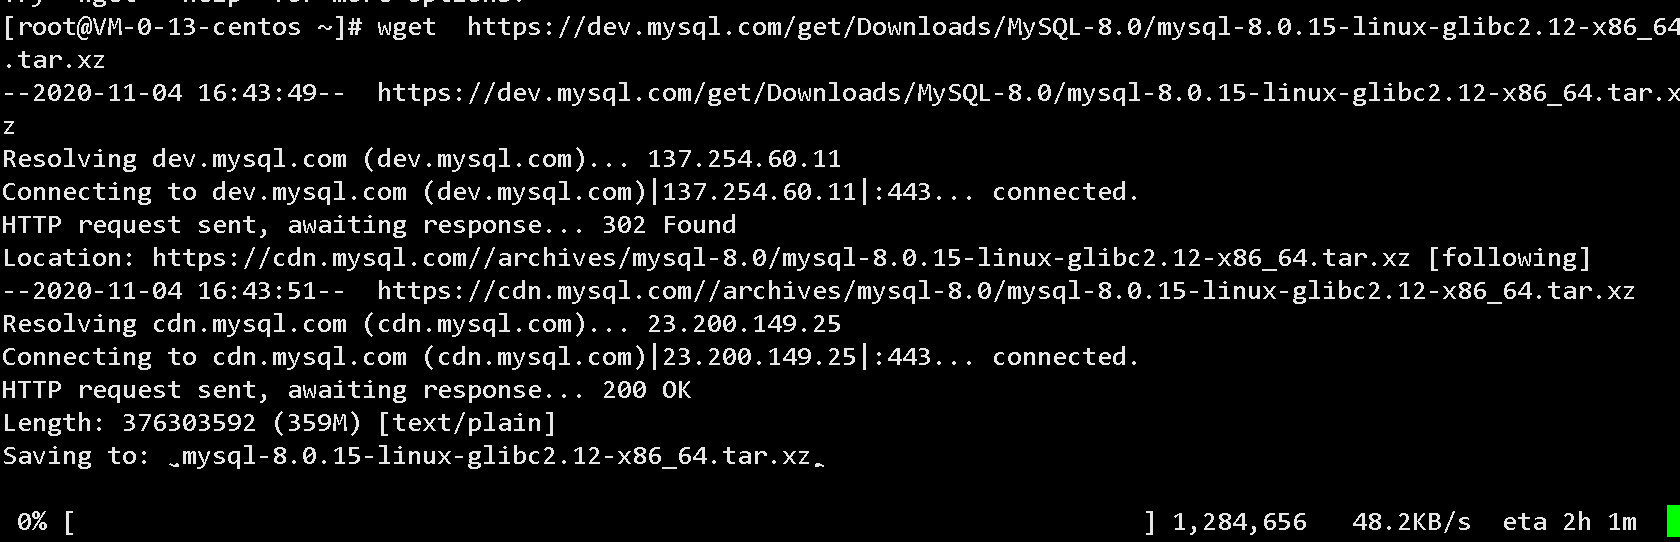 [root@VM-0-13-centos ~]# wget  https://dev.mysql.com/get/Downloads/MySQL-8.0/mysql-8.0.15-linux-glibc2.12-x86_64
.tar.xz
--2020-11-04 16:43:49--  https://dev.mysql.com/get/Downloads/MySQL-8.0/mysql-8.0.15-linux-glibc2.12-x86_64.tar.x
z
Resolving dev.mysql.com (dev.mysql.com)... 137.254.60.11
Connecting to dev.mysql.com (dev.mysql.com)|137.254.60.11|:443... connected.
HTTP request sent, awaiting response... 302 Found
Location: https://cdn.mysql.com//archives/mysql-8.0/mysql-8.0.15-linux-glibc2.12-x86_64.tar.xz [following]
--2020-11-04 16:43:51--  https://cdn.mysql.com//archives/mysql-8.0/mysql-8.0.15-linux-glibc2.12-x86_64.tar.xz
Resolving cdn.mysql.com (cdn.mysql.com)... 23.200.149.25
Connecting to cdn.mysql.com (cdn.mysql.com)|23.200.149.25|:443... connected.
HTTP request sent, awaiting response... 200 OK
Length: 376303592 (359M) [text/plain]
Saving to: mysql-8.0.15-linux-glibc2.12-x86_64.tar.xz
0% [ ] 1,284,656   48.2KB/s  eta 2h 1m